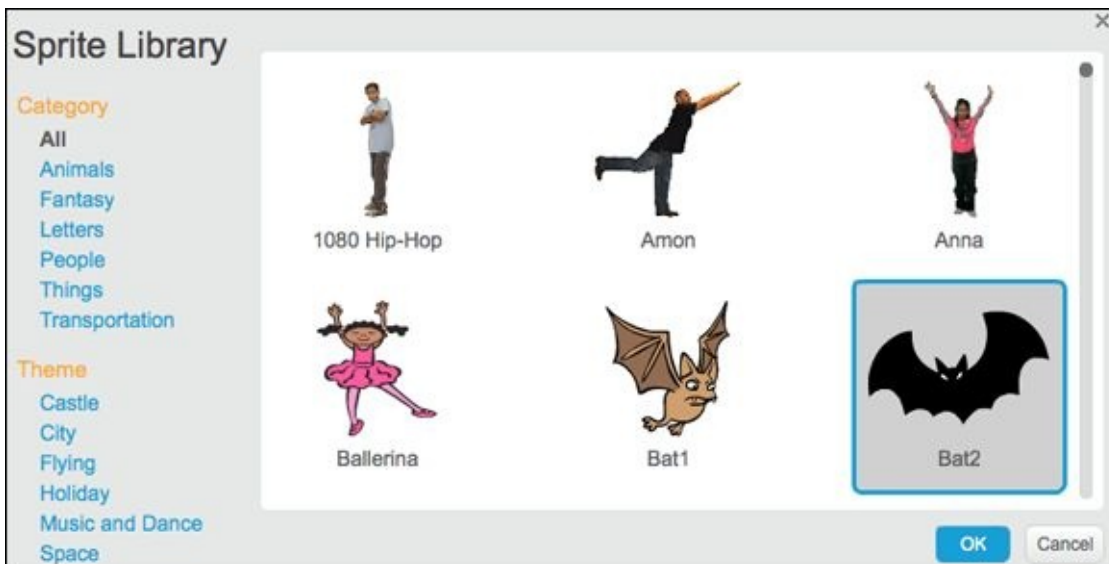 Sprite Library
Category
All
Animals
Fantasy
Letters
People
Things
Transportation
Theme
Castle
City
Flying
Holiday
Music and Dance
Space
1080 Hip-Hop
Amon
Anna
Ballerina
Bat1
Bat2
OK
Cancel